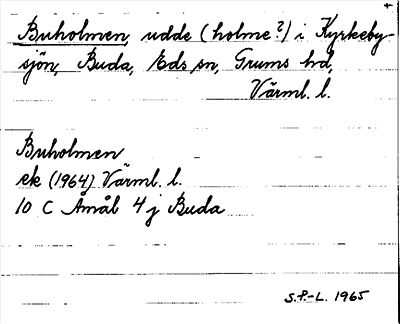 Buholmen, udde (holme?) i Kyrkeby-
sjön, Buda, Eds sn, Grums hd,
Värml. l.
Buholmen
ek (1964) Värml. l.
10 C Åmål 4 j Buda
S.P.-L. 1965